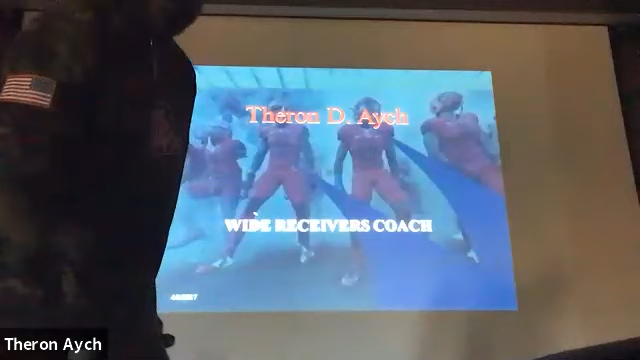 Theron D. Aych
WIDE RECEIVERS COACH
Theron Aych